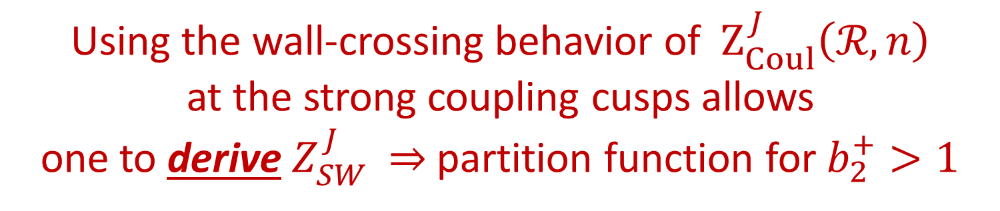 Using the wall-crossing behavior of Z^J_Coul(ℛ, n)
at the strong coupling cusps allows
one to derive Z^J_SW ⇒ partition function for b_2^+ > 1